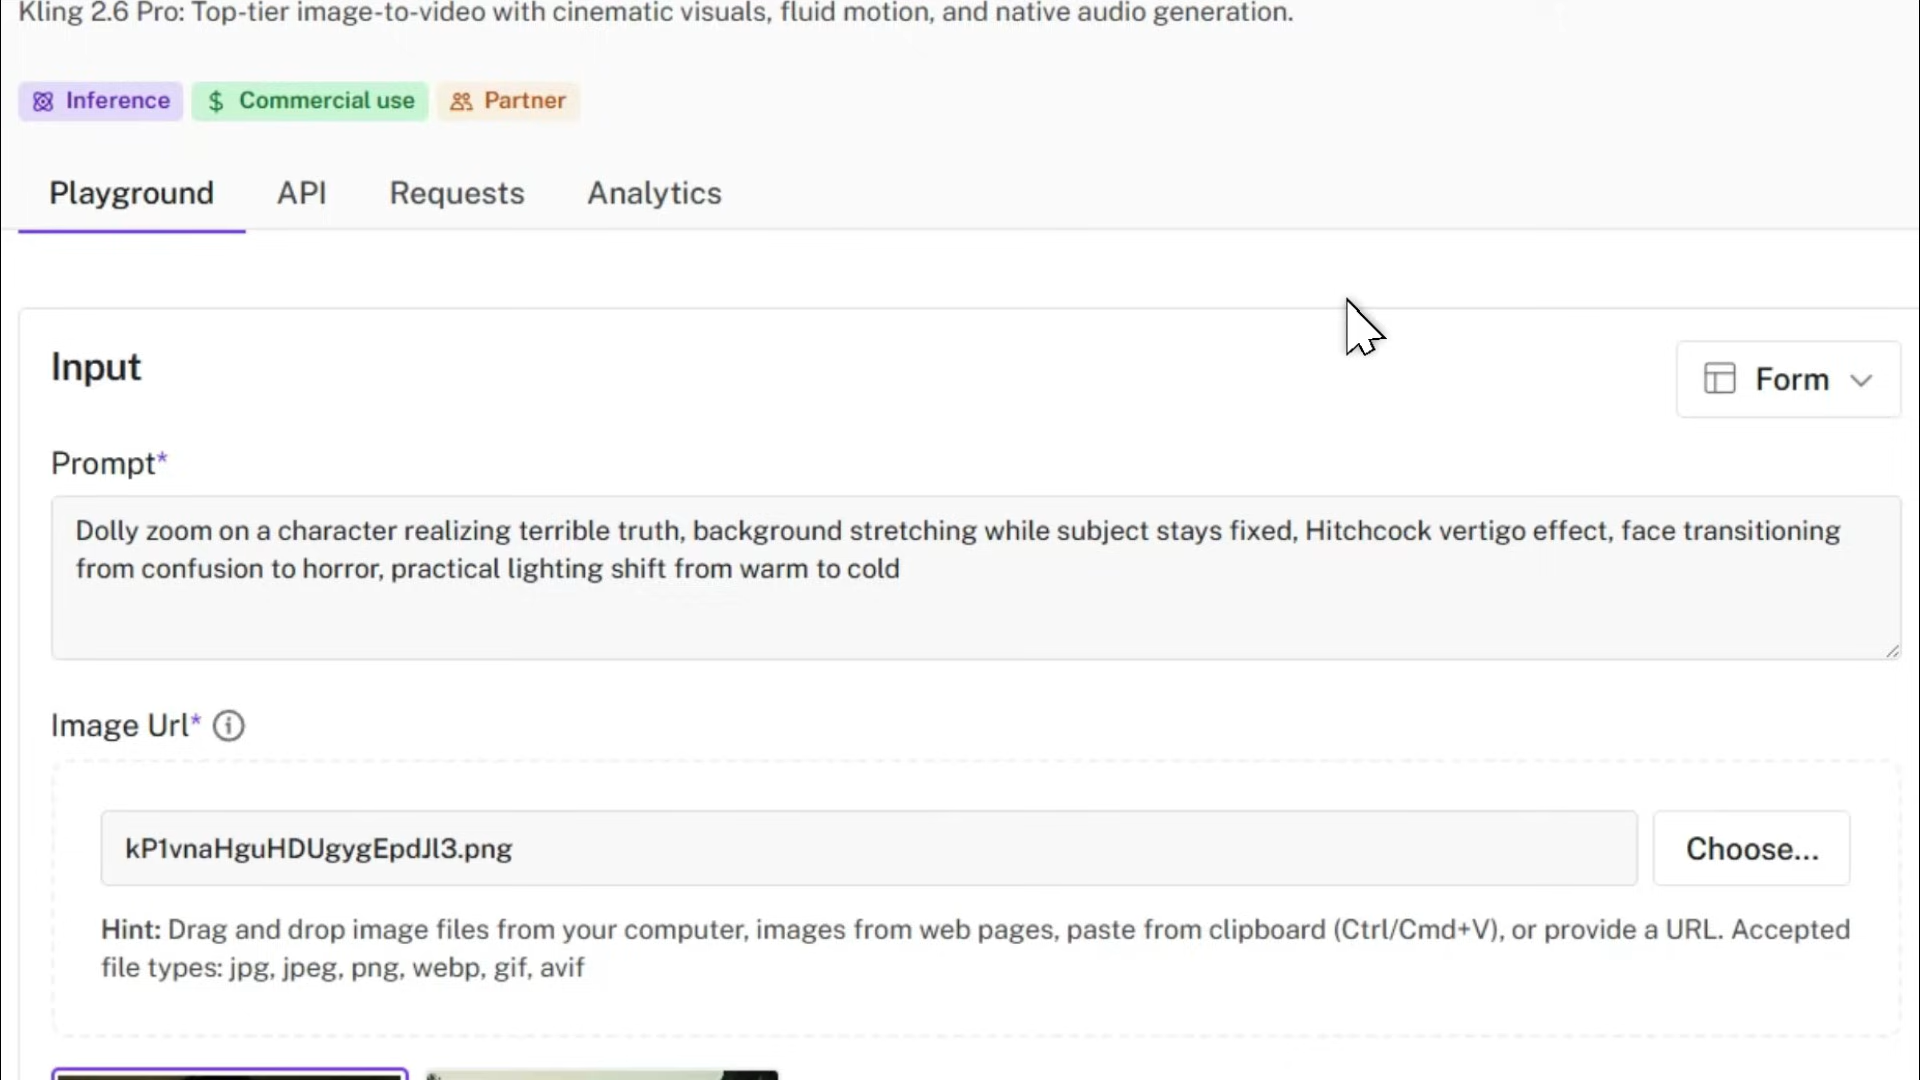 Kling 2.6 Pro: Top-tier image-to-video with cinematic visuals, fluid motion, and native audio generation.
Inference
$ Commercial use
Partner
Playground
API
Requests
Analytics
Input
Form
Prompt*
Dolly zoom on a character realizing terrible truth, background stretching while subject stays fixed, Hitchcock vertigo effect, face transitioning
from confusion to horror, practical lighting shift from warm to cold
Image Url*
kP1vnaHguHDUgygEpdJl3.png
Choose...
Hint: Drag and drop image files from your computer, images from web pages, paste from clipboard (Ctrl/Cmd+V), or provide a URL. Accepted
file types: jpg, jpeg, png, webp, gif, avif